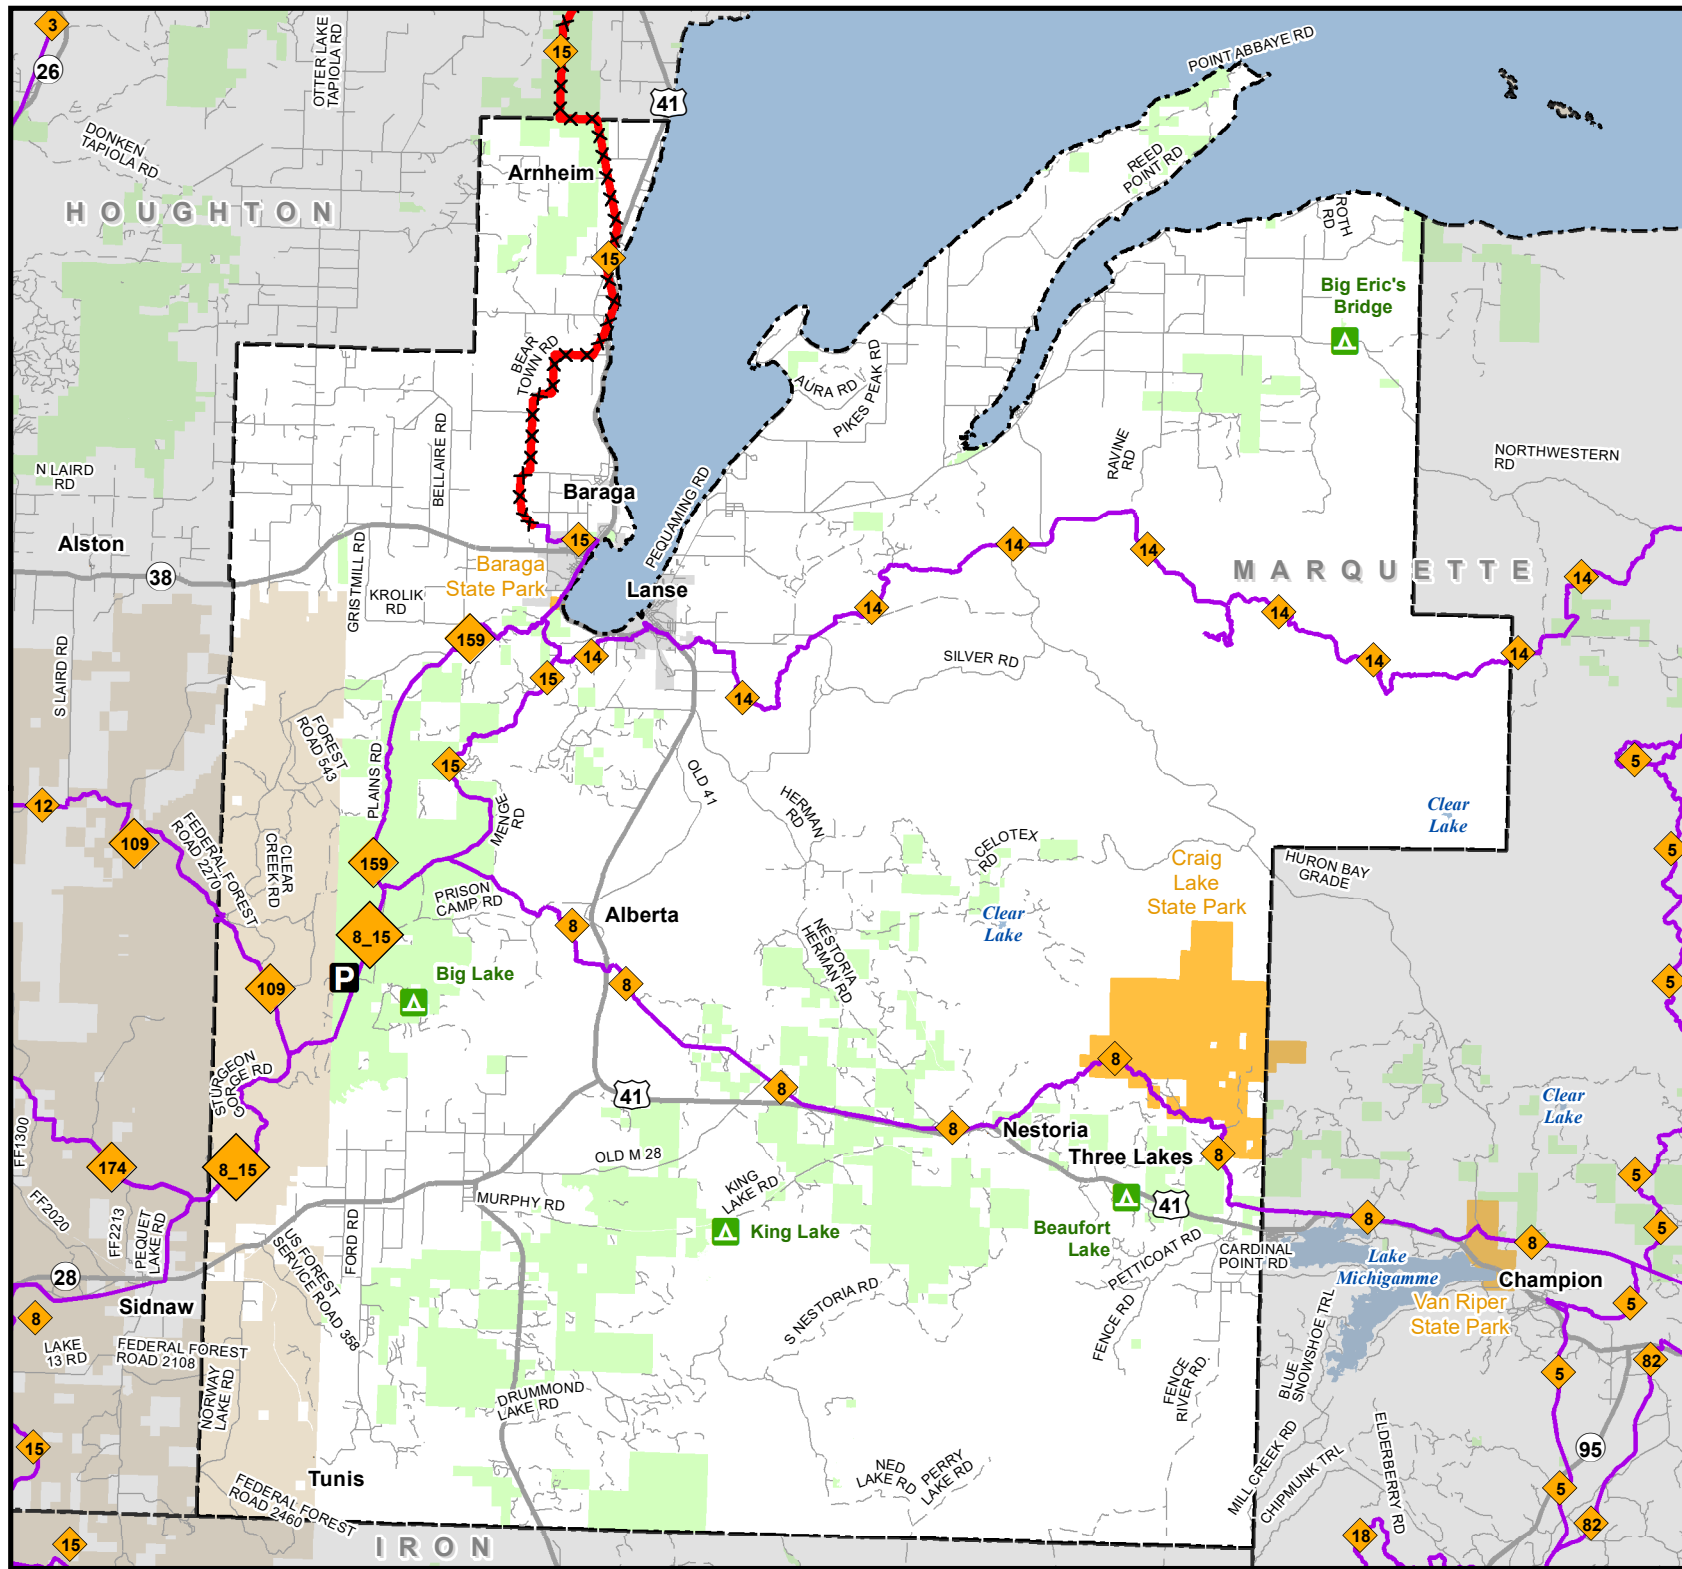 3
26
OTTER LAKE
TAPIOLA RD
15
41
POINT ABBAYE RD
DONKEN
TAPIOLA RD
Arnheim
REED
POINT RD
HOUGHTON
ROTH
RD
15
Big Eric's
Bridge
BEAR
TOWN RD
AURA RD
PIKES PEAK RD
BELLAIRE RD
RAVINE
RD
NORTHWESTERN
RD
N LAIRD
RD
Baraga
PEQUAMING RD
Alston
GRISTMILL RD
15
14
14
MARQUETTE
14
38
Baraga
State Park
KROLIK
RD
Lanse
14
14
S LAIRD RD
159
14
15
SILVER RD
14
14
14
FOREST
ROAD 543
PLAINS RD
15
OLD 41
5
12
109
FEDERAL FOREST
ROAD 2270
CLEAR
CREEK RD
MENGE
RD
HERMAN
RD
CELOTEX
RD
Clear
Lake
5
159
Craig
Lake
State Park
HURON BAY
GRADE
PRISON
CAMP RD
8
Alberta
Clear
Lake
NESTORIA
HERMAN RD
8_15
P
Big Lake
109
8
5
STURGEON
GORGE RD
8
8
41
Clear
Lake
FF1300
8
Nestoria
174
8_15
OLD M 28
Three Lakes
8
5
FF2020
FF2213
PEQUET
LAKE RD
MURPHY RD
KING
LAKE RD
King Lake
Beaufort
Lake
41
8
8
5
US FOREST
SERVICE ROAD 358
FORD RD
PETTICOAT RD
CARDINAL
POINT RD
Lake
Michigamme
28
Sidnaw
Champion
8
S NESTORIA RD
FENCE RD
BLUE
SNOWSHOE TRL
Van Riper
State Park
5
LAKE
13 RD
FEDERAL FOREST
ROAD 2108
NORWAY
LAKE RD
DRUMMOND
LAKE RD
FENCE
RIVER RD.
5
82
15
Tunis
NED
LAKE RD
PERRY
LAKE RD
MILL CREEK RD
CHIPMUNK TRL
ELDERBERRY RD
95
5
FEDERAL FOREST
ROAD 2460
15
IRON
18
82